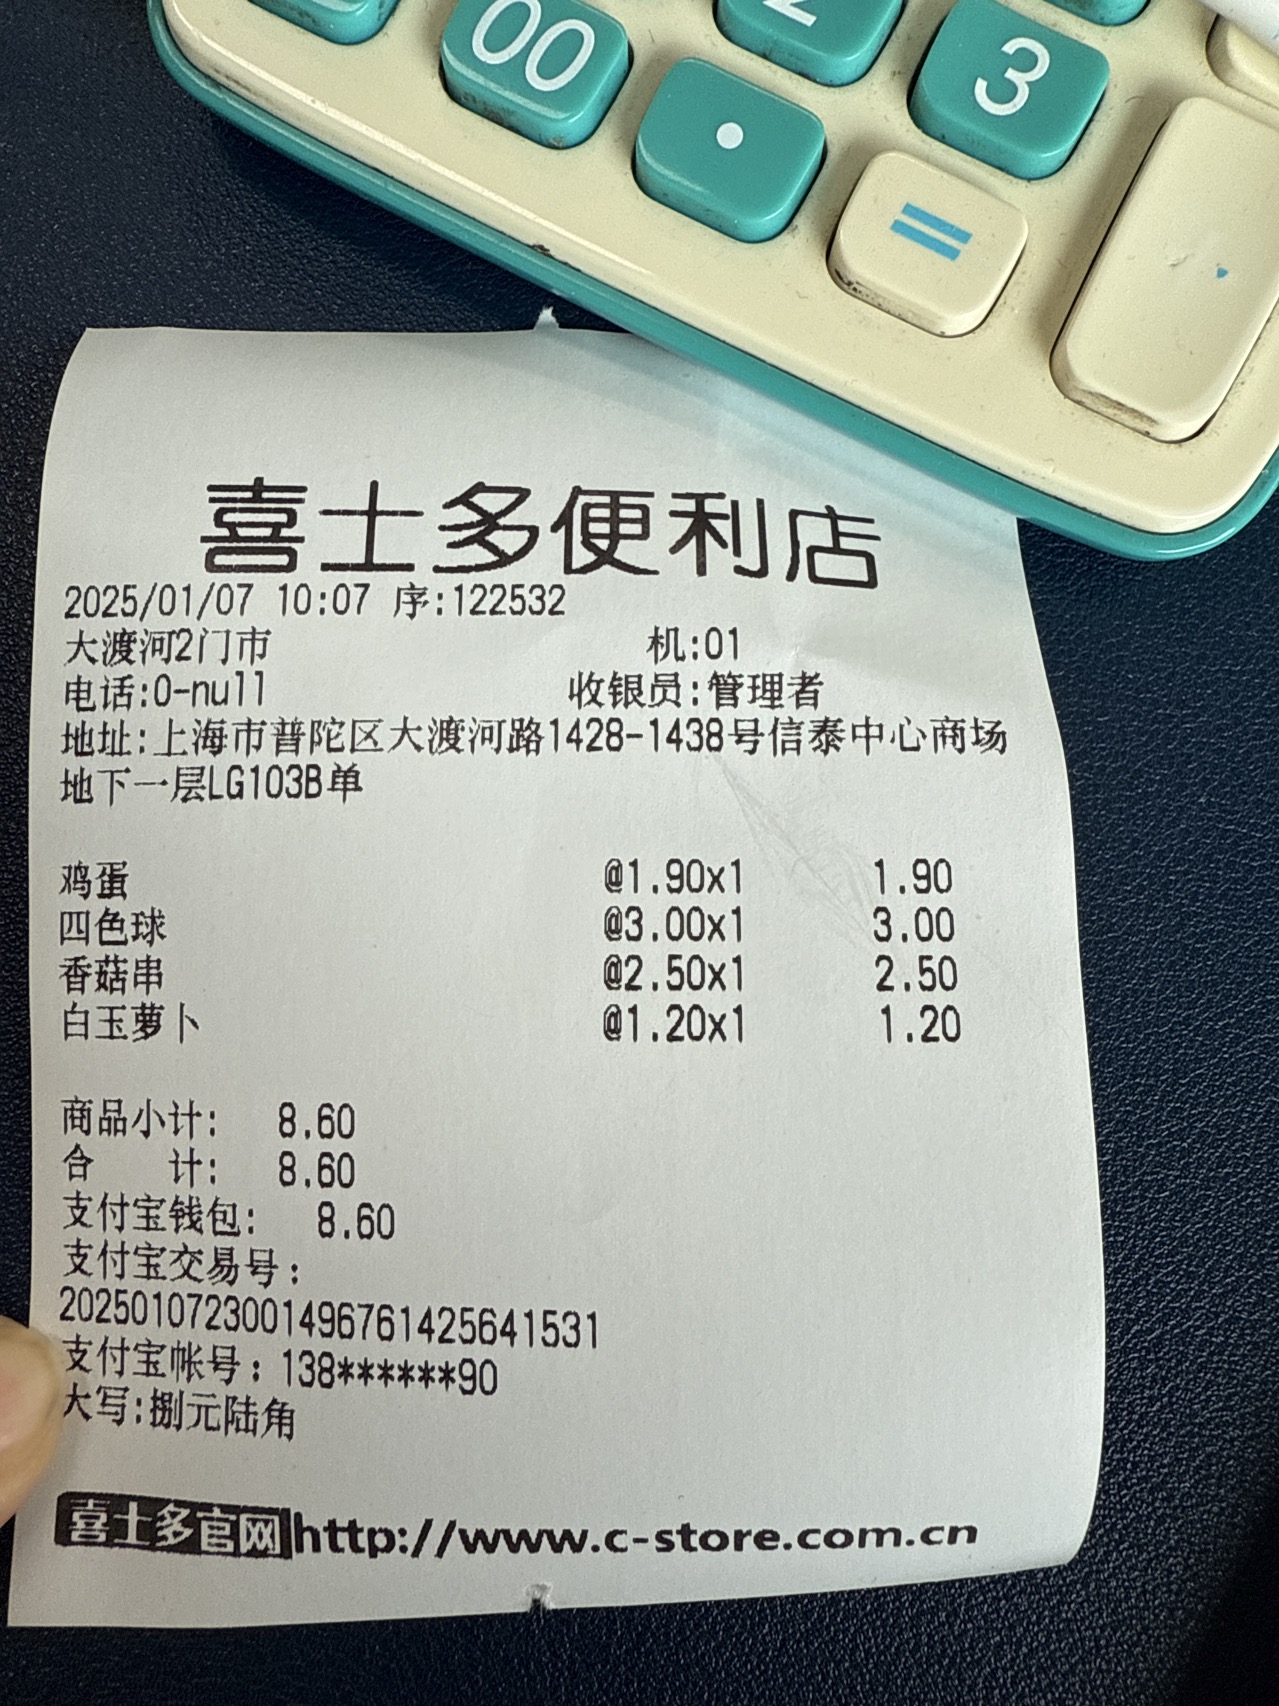 00
2
3
.
=
喜士多便利店
2025/01/07 10:07 序:122532
大渡河2门市 机:01
电话:0-null 收银员:管理者
地址:上海市普陀区大渡河路1428-1438号信泰中心商场
地下一层LG103B单
鸡蛋 @1.90x1 1.90
四色球 @3.00x1 3.00
香菇串 @2.50x1 2.50
白玉萝卜 @1.20x1 1.20
商品小计: 8.60
合 计: 8.60
支付宝钱包: 8.60
支付宝交易号:
2025010723001496761425641531
支付宝帐号:138******90
大写:捌元陆角
喜士多官网http://www.c-store.com.cn